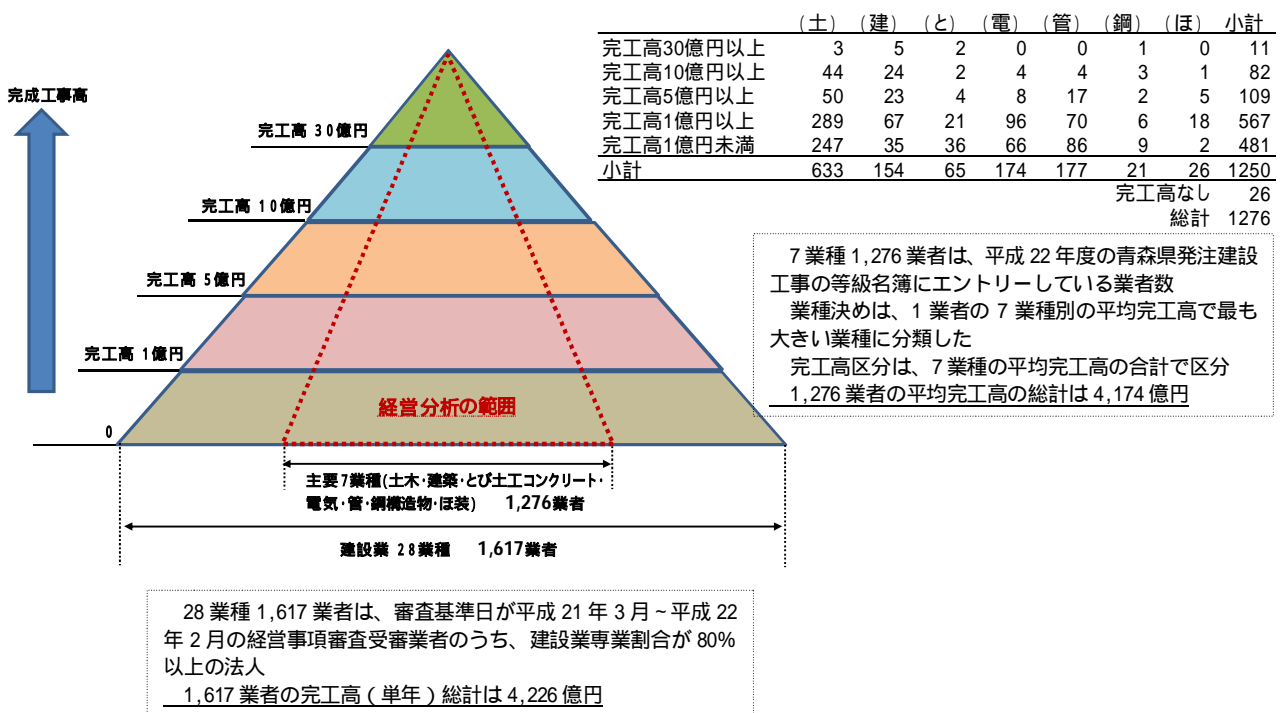 (土) (建) (と) (電) (管) (鋼) (ほ) 小計
完工高30億円以上 3 5 2 0 0 1 0 11
完工高10億円以上 44 24 2 4 4 3 1 82
完工高5億円以上 50 23 4 8 17 2 5 109
完工高1億円以上 289 67 21 96 70 6 18 567
完工高1億円未満 247 35 36 66 86 9 2 481
小計 633 154 65 174 177 21 26 1250
完工高なし 26
総計 1276
完成工事高
完工高 30億円
完工高 10億円
完工高 5億円
完工高 1億円
0
経営分析の範囲
7業種1,276業者は、平成22年度の青森県発注建設
工事の等級名簿にエントリーしている業者数
業種決めは、1業者の7業種別の平均完工高で最も
大きい業種に分類した
完工高区分は、7業種の平均完工高の合計で区分
1,276業者の平均完工高の総計は4,174億円
主要7業種(土木・建築・とび土工コンクリート・
電気・管・鋼構造物・ほ装) 1,276業者
建設業 28業種 1,617業者
28業種1,617業者は、審査基準日が平成21年3月~平成22
年2月の経営事項審査受審業者のうち、建設業専業割合が80%
以上の法人
1,617業者の完工高(単年)総計は4,226億円